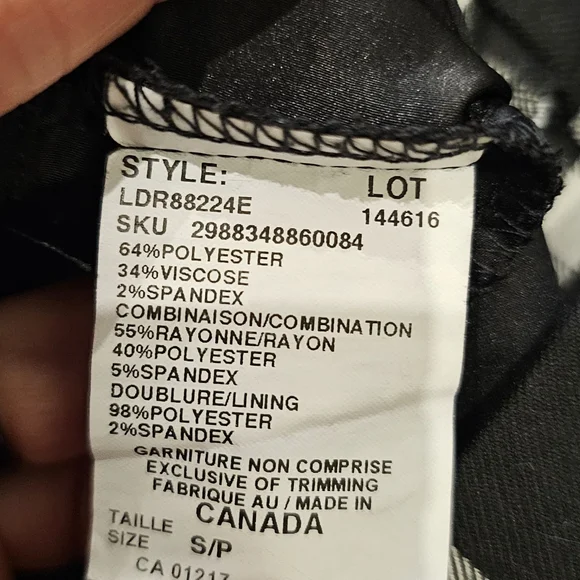 STYLE: LOT
LDR88224E 144616
SKU 2988348860084
64%POLYESTER
34%VISCOSE
2%SPANDEX
COMBINAISON/COMBINATION
55%RAYONNE/RAYON
40%POLYESTER
5%SPANDEX
DOUBLURE/LINING
98%POLYESTER
2%SPANDEX
GARNITURE NON COMPRISE
EXCLUSIVE OF TRIMMING
FABRIQUE AU / MADE IN
CANADA
TAILLE
SIZE S/P
CA 01217